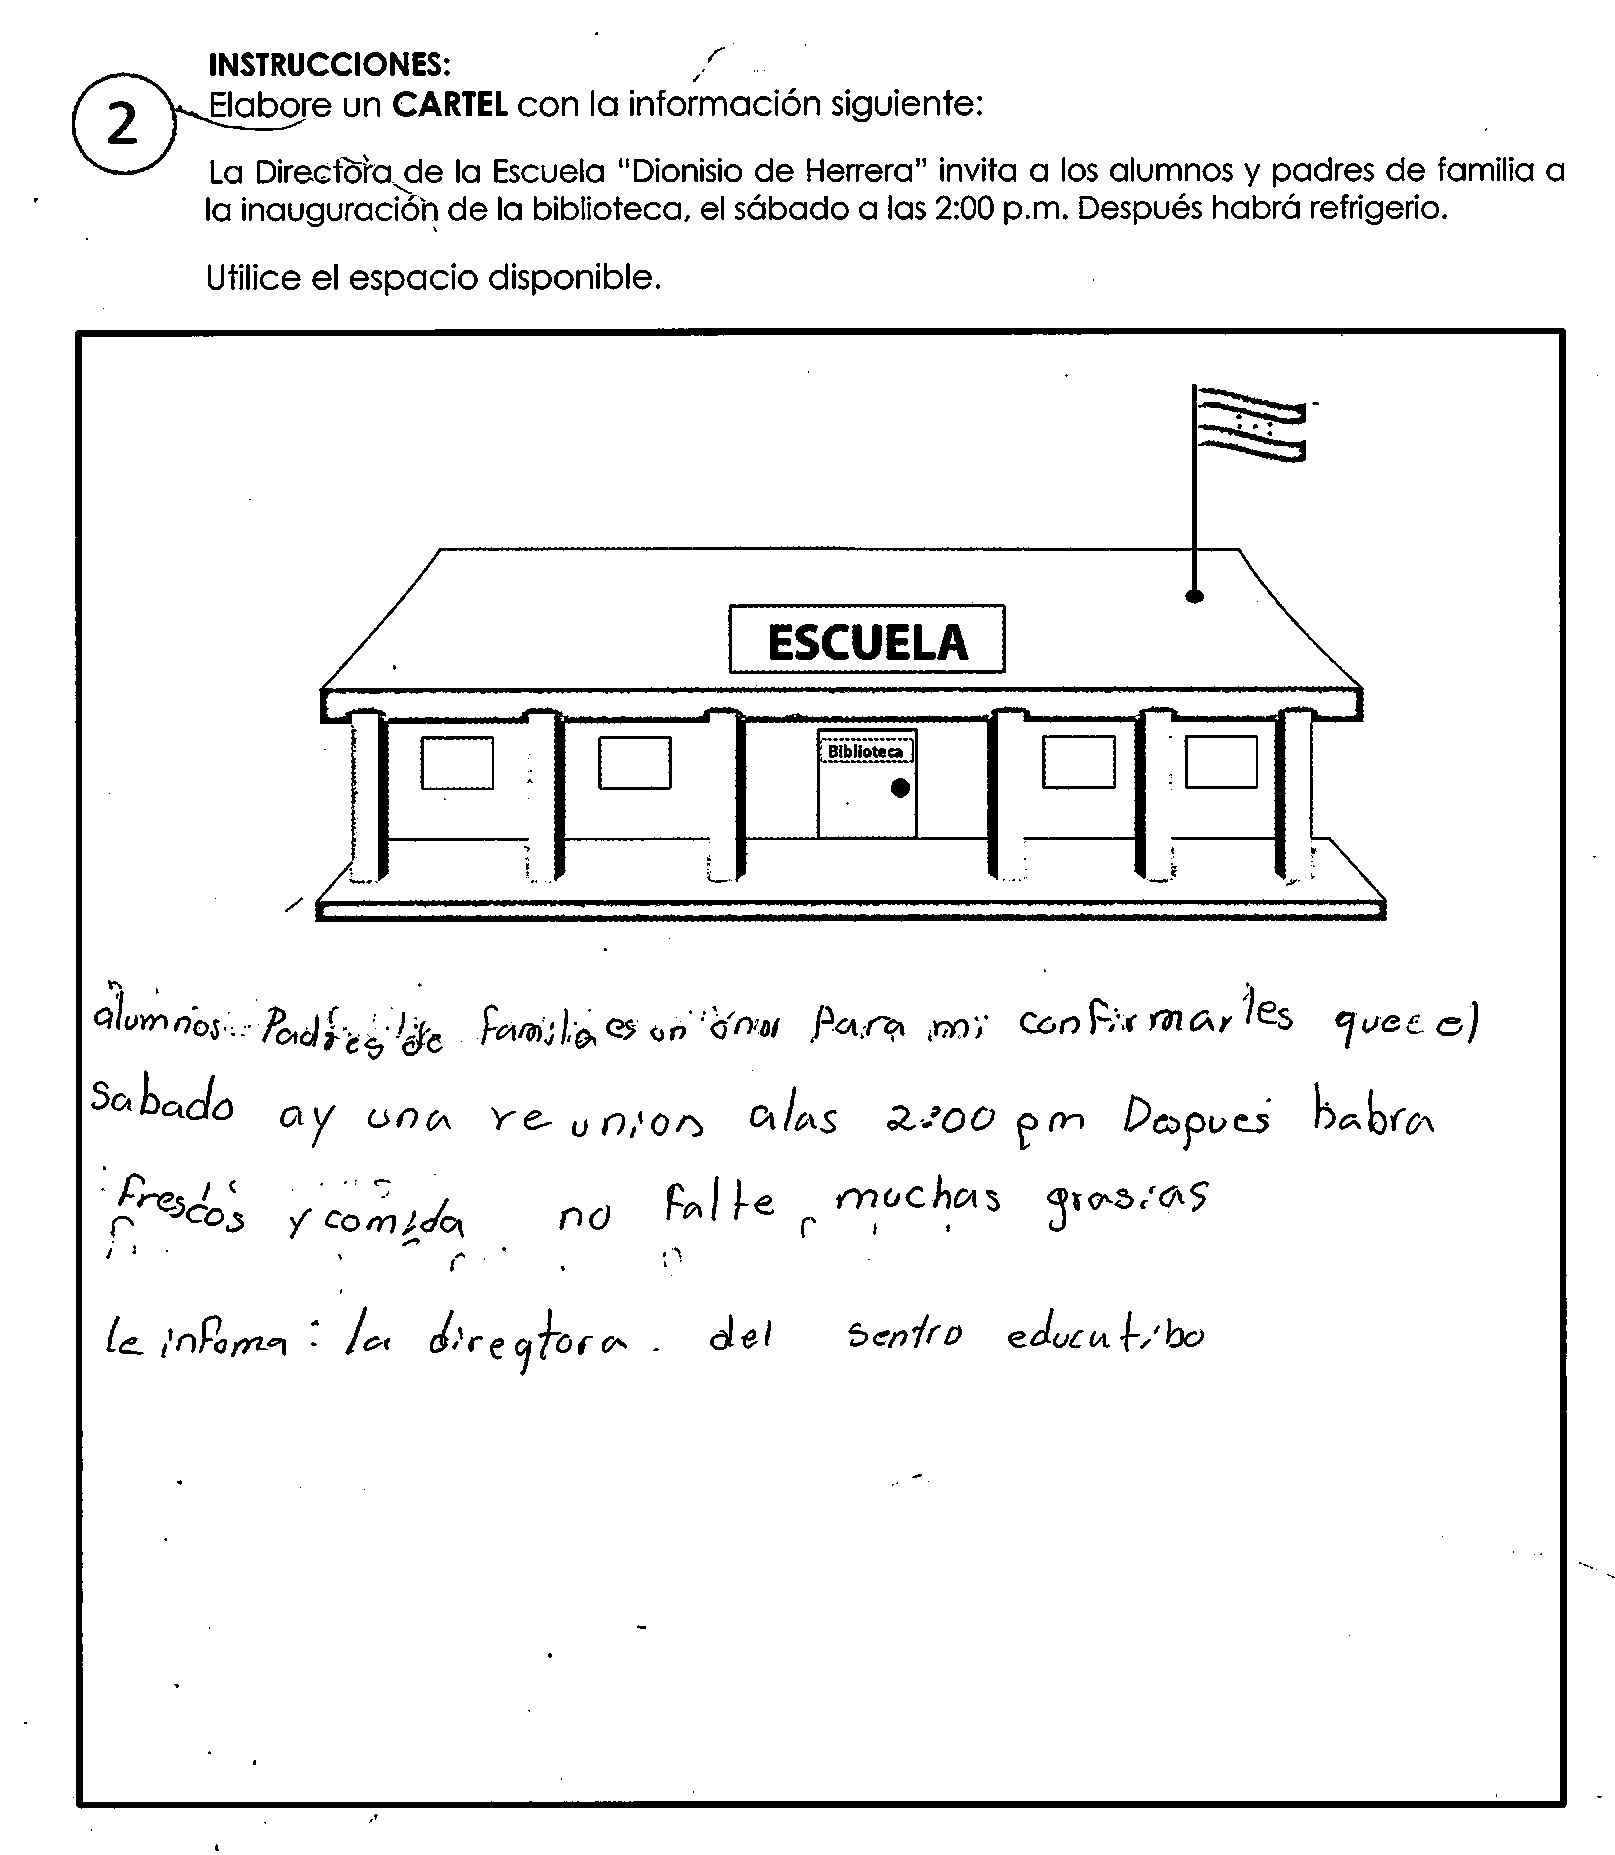 INSTRUCCIONES:
2
Elabore un CARTEL con la información siguiente:
La Directora de la Escuela "Dionisio de Herrera" invita a los alumnos y padres de familia a
la inauguración de la biblioteca, el sábado a las 2:00 p.m. Después habrá refrigerio.
Utilice el espacio disponible.
ESCUELA
Biblioteca
alumnos Padres de familia es un onor Para mi confirmarles quee el
sabado ay una reunion alas 2:00 pm Despues habra
frescos y comida no falte, muchas grasias
le infoma: la direqtora. del sentro educutibo